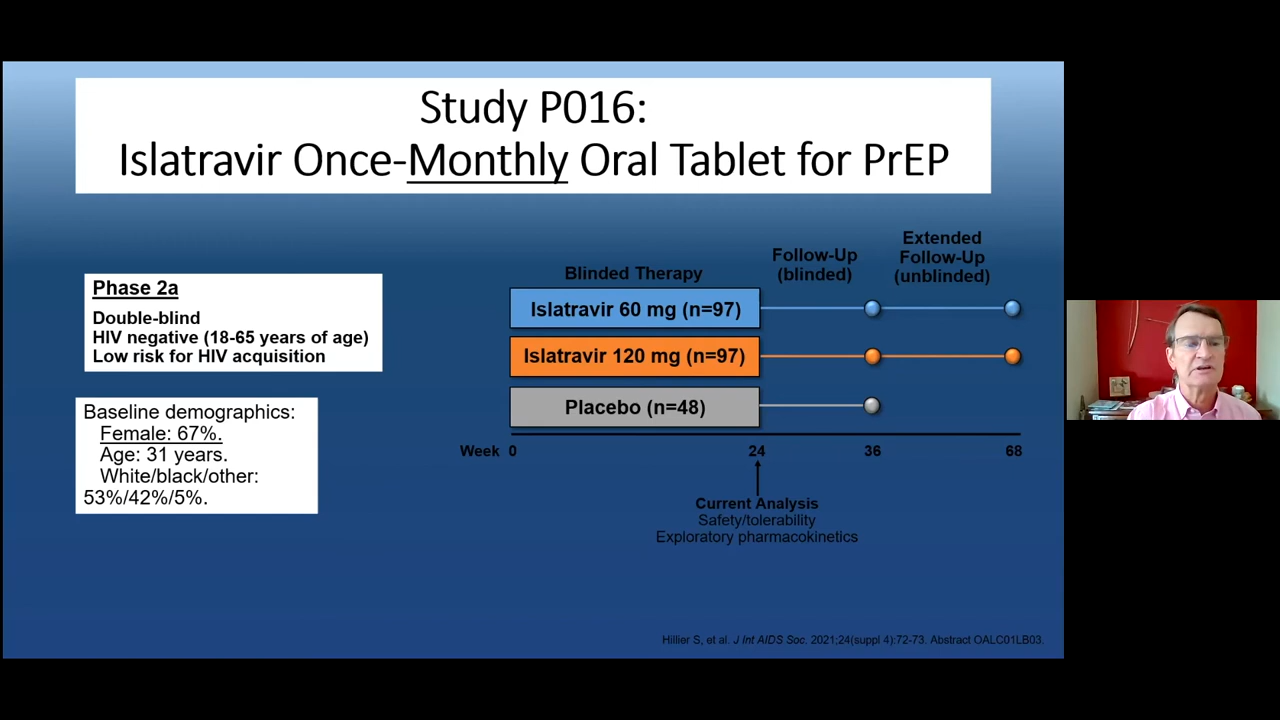 Study P016:
Islatravir Once-Monthly Oral Tablet for PrEP
Phase 2a
Double-blind
HIV negative (18-65 years of age)
Low risk for HIV acquisition
Baseline demographics:
Female: 67%.
Age: 31 years.
White/black/other:
53%/42%/5%.
Blinded Therapy
Follow-Up
(blinded)
Extended
Follow-Up
(unblinded)
Islatravir 60 mg (n=97)
Islatravir 120 mg (n=97)
Placebo (n=48)
Week 0 24 36 68
Current Analysis
Safety/tolerability
Exploratory pharmacokinetics
Hillier S, et al. J Int AIDS Soc. 2021;24(suppl 4):72-73. Abstract OALC01LB03.